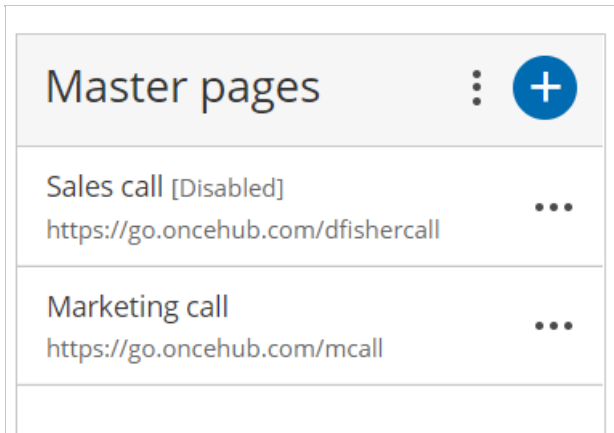 Master pages
Sales call [Disabled]
https://go.oncehub.com/dfishercall
Marketing call
https://go.oncehub.com/mcall